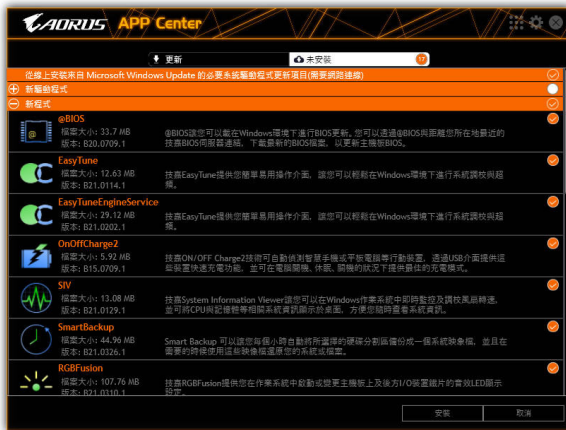 AORUS APP Center
更新
未安裝 17
從線上安裝來自 Microsoft Windows Update 的必要系統驅動程式更新項目(需要網路連線)
新驅動程式
新程式
@BIOS
檔案大小: 33.7 MB
版本: B20.0709.1
@BIOS讓您可以載在Windows環境下進行BIOS更新。您可以透過@BIOS與距離您所在地最近的
技嘉BIOS伺服器連結，下載最新的BIOS檔案，以更新主機板BIOS。
EasyTune
檔案大小: 12.63 MB
版本: B21.0114.1
技嘉EasyTune提供您簡單易用操作介面，讓您可以輕鬆在Windows環境下進行系統調校與超
頻。
EasyTuneEngineService
檔案大小: 29.12 MB
版本: B21.0202.1
技嘉EasyTune提供您簡單易用操作介面，讓您可以輕鬆在Windows環境下進行系統調校與超
頻。
OnOffCharge2
檔案大小: 5.92 MB
版本: B15.0709.1
技嘉ON/OFF Charge2技術可自動偵測智慧手機或平板電腦等行動裝置，透過USB介面提供這
些裝置快速充電功能，並可在電腦開機、休眠、關機的狀況下提供最佳的充電模式。
SIV
檔案大小: 13.08 MB
版本: B21.0129.1
技嘉System Information Viewer讓您可以在Windows作業系統中即時監控及調校風扇轉速，
並可將CPU與記憶體等相關系統資訊顯示於桌面，方便您隨時查看系統資訊。
SmartBackup
檔案大小: 44.96 MB
版本: B21.0326.1
Smart Backup 可以讓您每個小時自動將所選擇的硬碟分割區備份成一個系統映象檔，並且在
需要的時候使用這些映像檔還原您的系統或檔案。
RGBFusion
檔案大小: 107.76 MB
版本: B21.0310.1
技嘉RGBFusion提供您在作業系統中啟動或變更主機板上及後方I/O裝置鐵片的音效LED顯示
設定。
安裝
取消